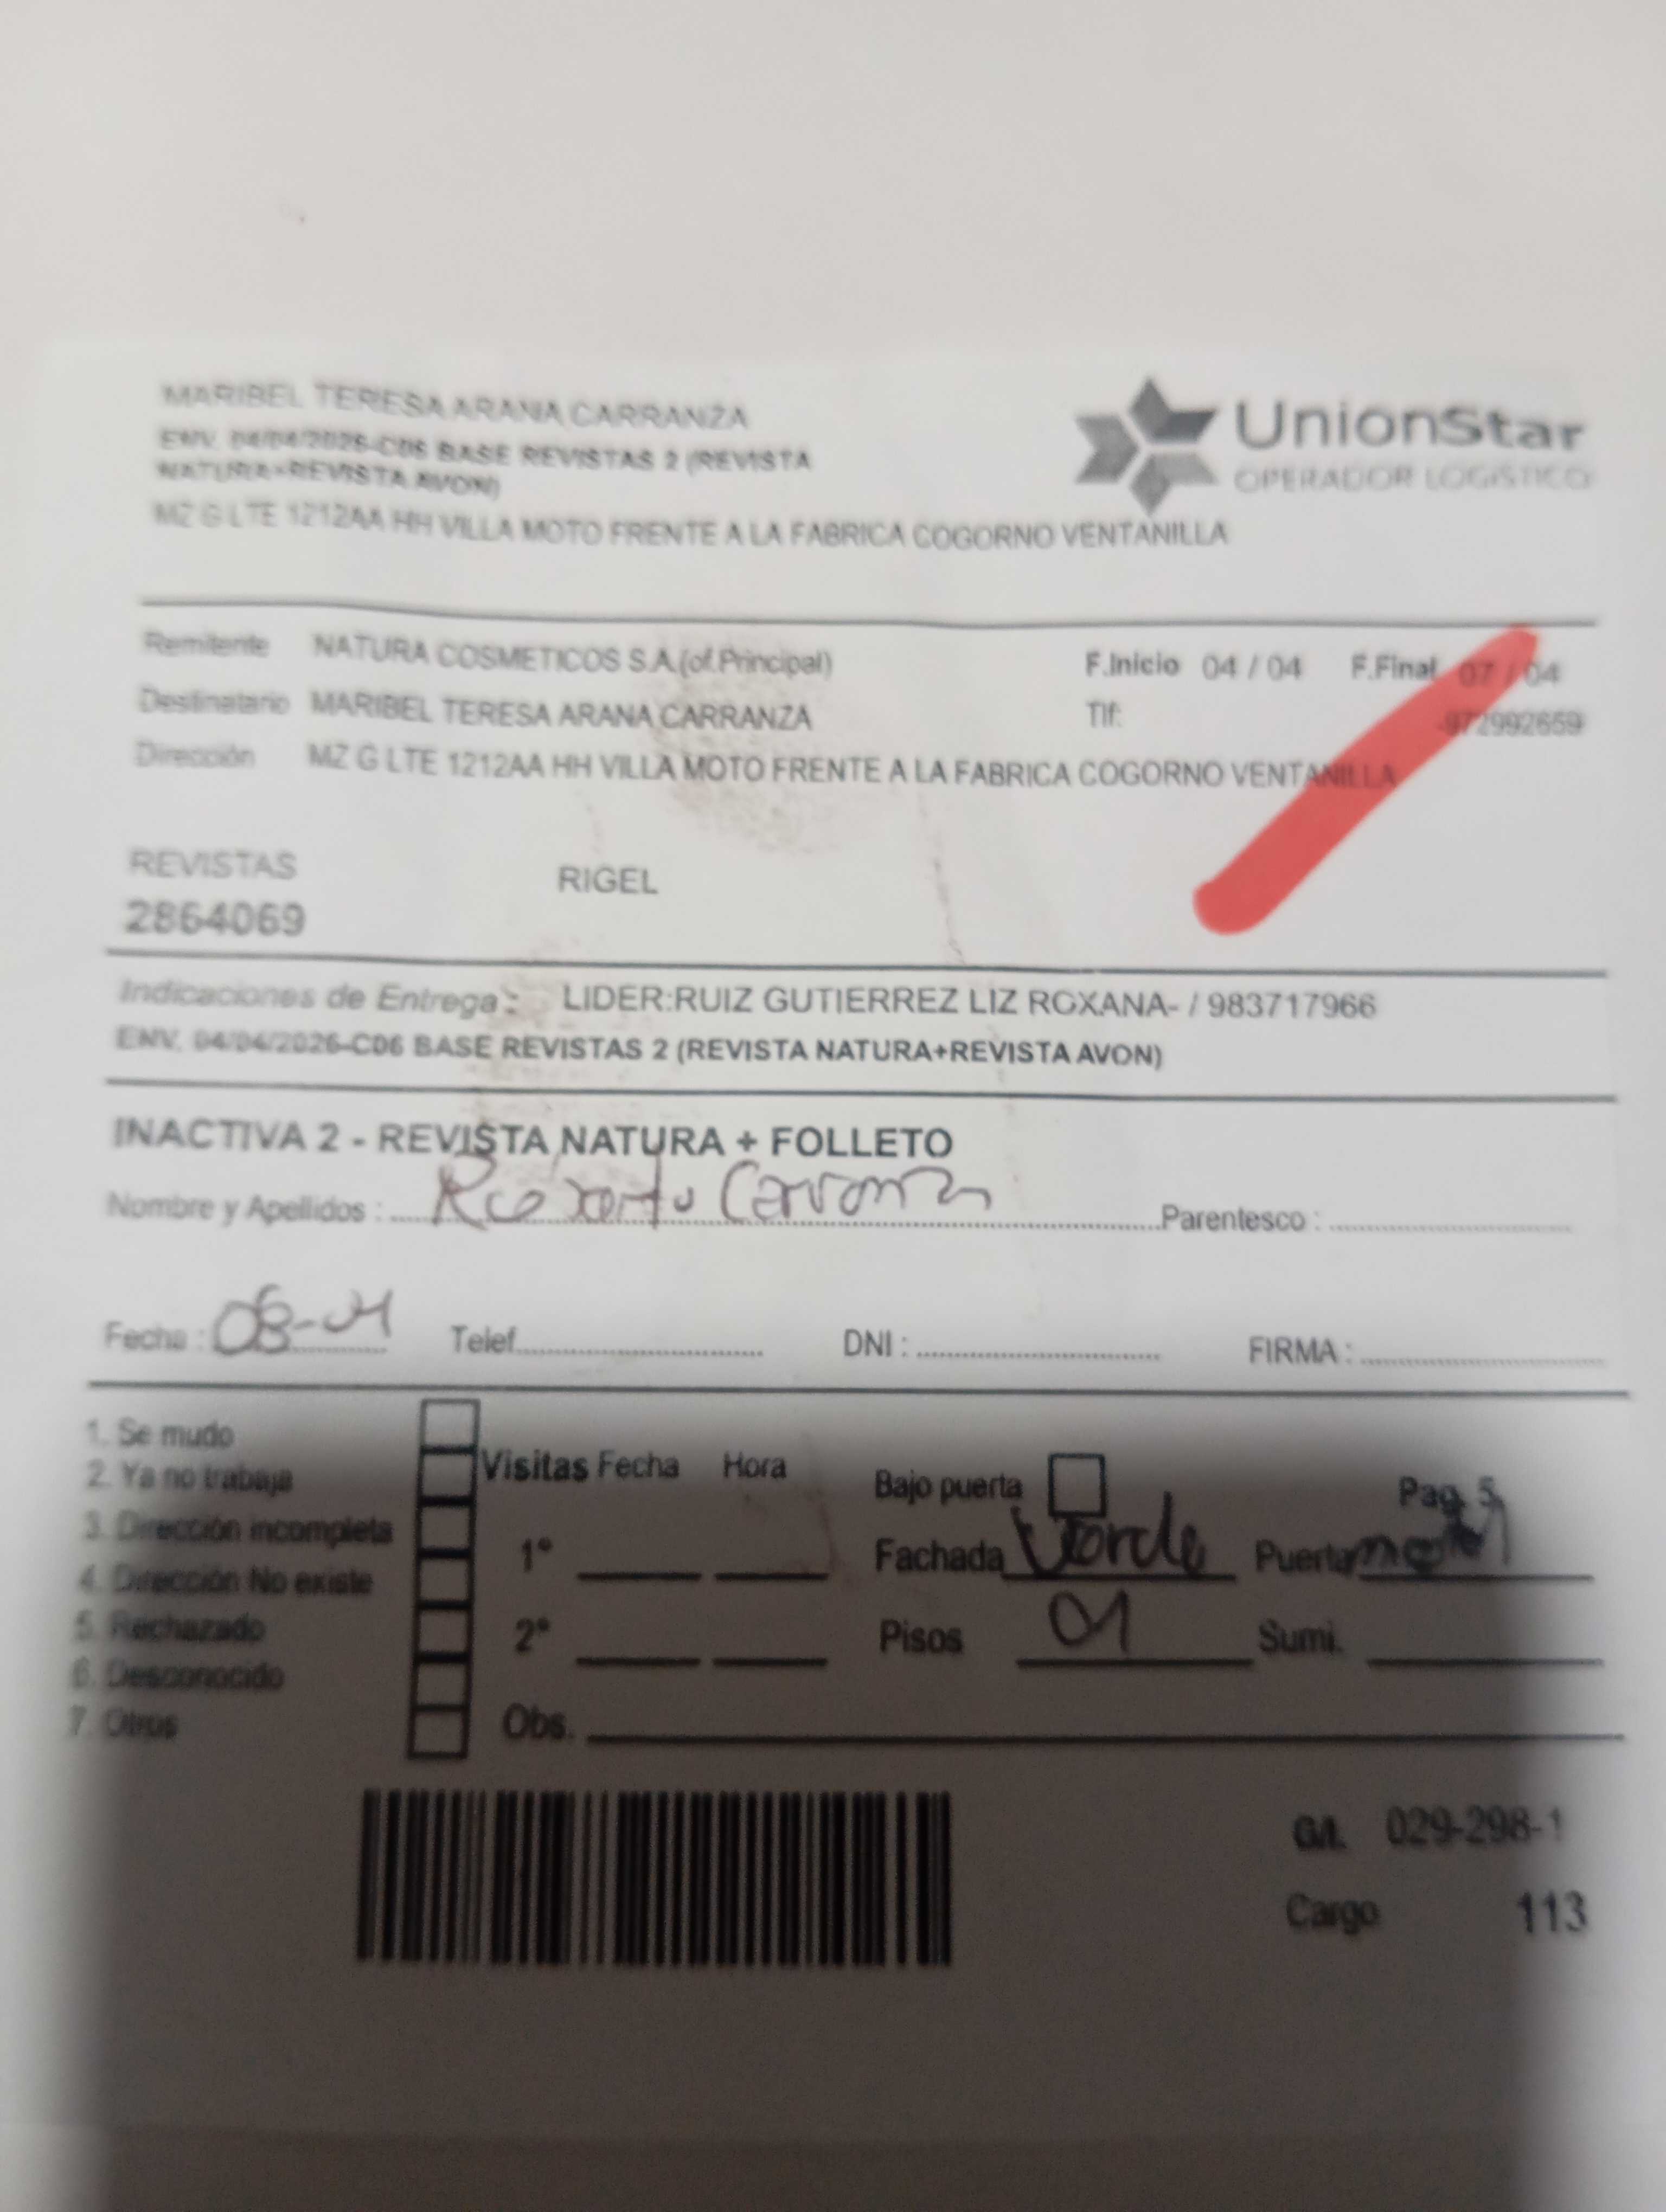 MARIBEL TERESA ARANA CARRANZA
ENV. 04/04/2026-C06 BASE REVISTAS 2 (REVISTA
NATURA+REVISTA AVON)
MZ G LTE 1212AA HH VILLA MOTO FRENTE A LA FABRICA COGORNO VENTANILLA
UnionStar
OPERADOR LOGISTICO
Remitente NATURA COSMETICOS S.A.(of.Principal) F.Inicio 04 / 04 F.Final 07 / 04
Destinatario MARIBEL TERESA ARANA CARRANZA Tlf: 972992659
Dirección MZ G LTE 1212AA HH VILLA MOTO FRENTE A LA FABRICA COGORNO VENTANILLA
REVISTAS RIGEL
2864069
Indicaciones de Entrega : LIDER:RUIZ GUTIERREZ LIZ ROXANA- / 983717966
ENV. 04/04/2026-C06 BASE REVISTAS 2 (REVISTA NATURA+REVISTA AVON)
INACTIVA 2 - REVISTA NATURA + FOLLETO
Nombre y Apellidos : Parentesco :
Fecha : 08-04 Telef. DNI : FIRMA :
1. Se mudo
2. Ya no trabaja
3. Dirección incompleta
4. Dirección No existe
5. Rechazado
6. Desconocido
7. Otros
Visitas Fecha Hora
1°
2°
Obs.
Bajo puerta Pag. 5
Fachada Verde Puerta
Pisos 01 Sumi.
G/I. 029-298-1
Cargo 113